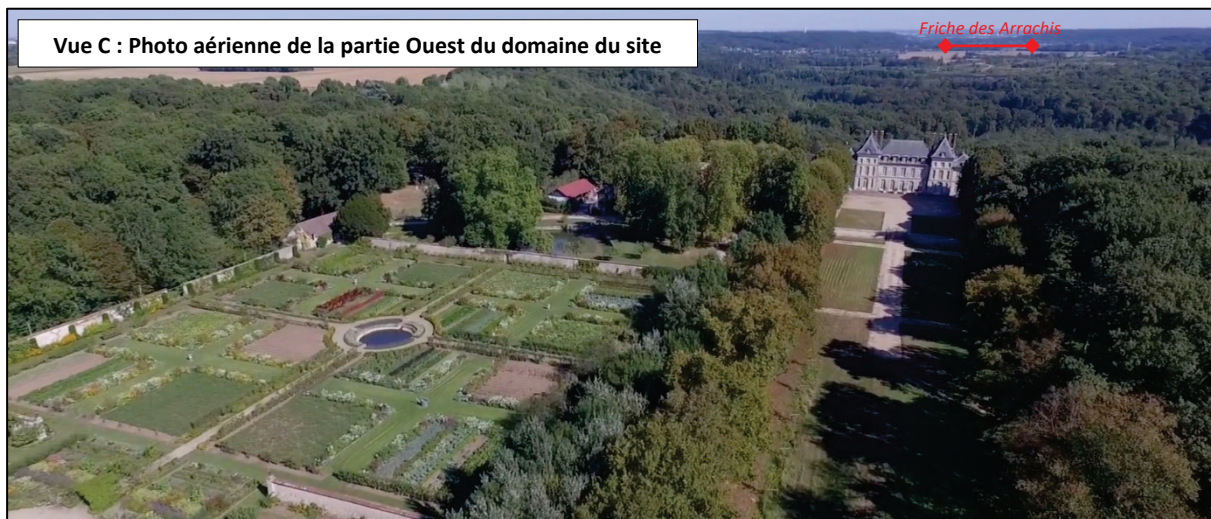 Vue C : Photo aérienne de la partie Ouest du domaine du site
Friche des Arrachis